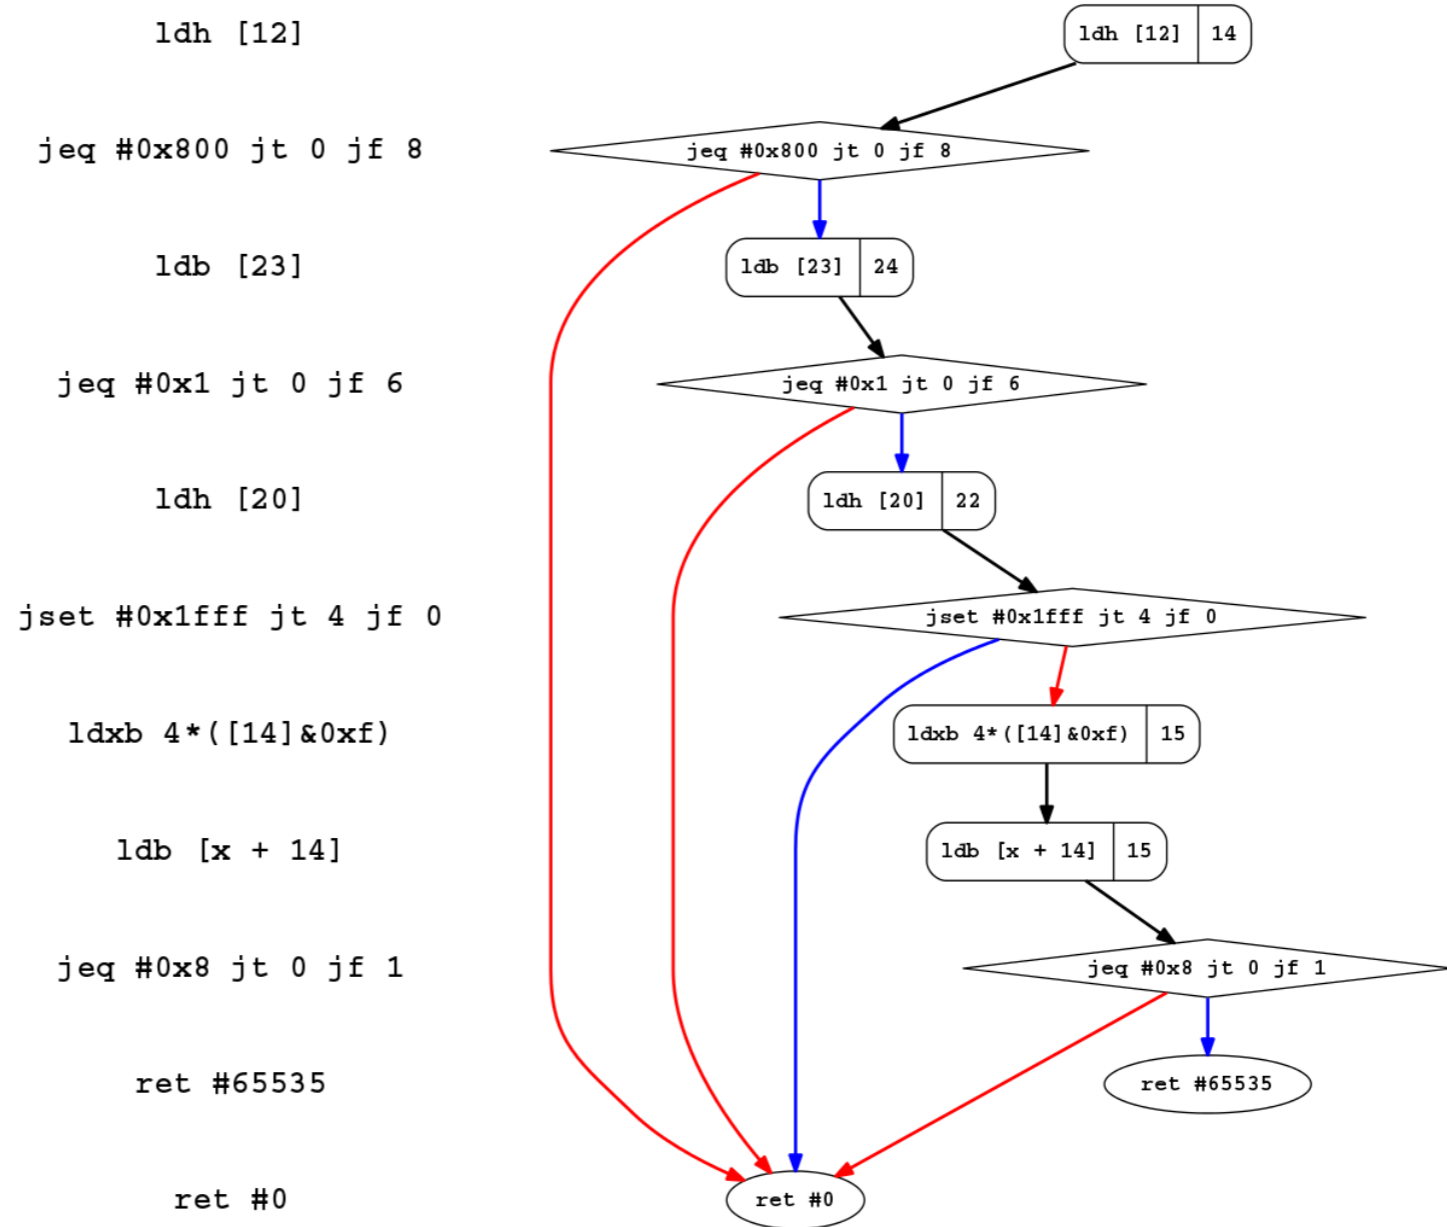 ldh [12]
ldh [12] 14
jeq #0x800 jt 0 jf 8
jeq #0x800 jt 0 jf 8
ldb [23]
ldb [23] 24
jeq #0x1 jt 0 jf 6
jeq #0x1 jt 0 jf 6
ldh [20]
ldh [20] 22
jset #0x1fff jt 4 jf 0
jset #0x1fff jt 4 jf 0
ldxb 4*([14]&0xf)
ldxb 4*([14]&0xf) 15
ldb [x + 14]
ldb [x + 14] 15
jeq #0x8 jt 0 jf 1
jeq #0x8 jt 0 jf 1
ret #65535
ret #65535
ret #0
ret #0